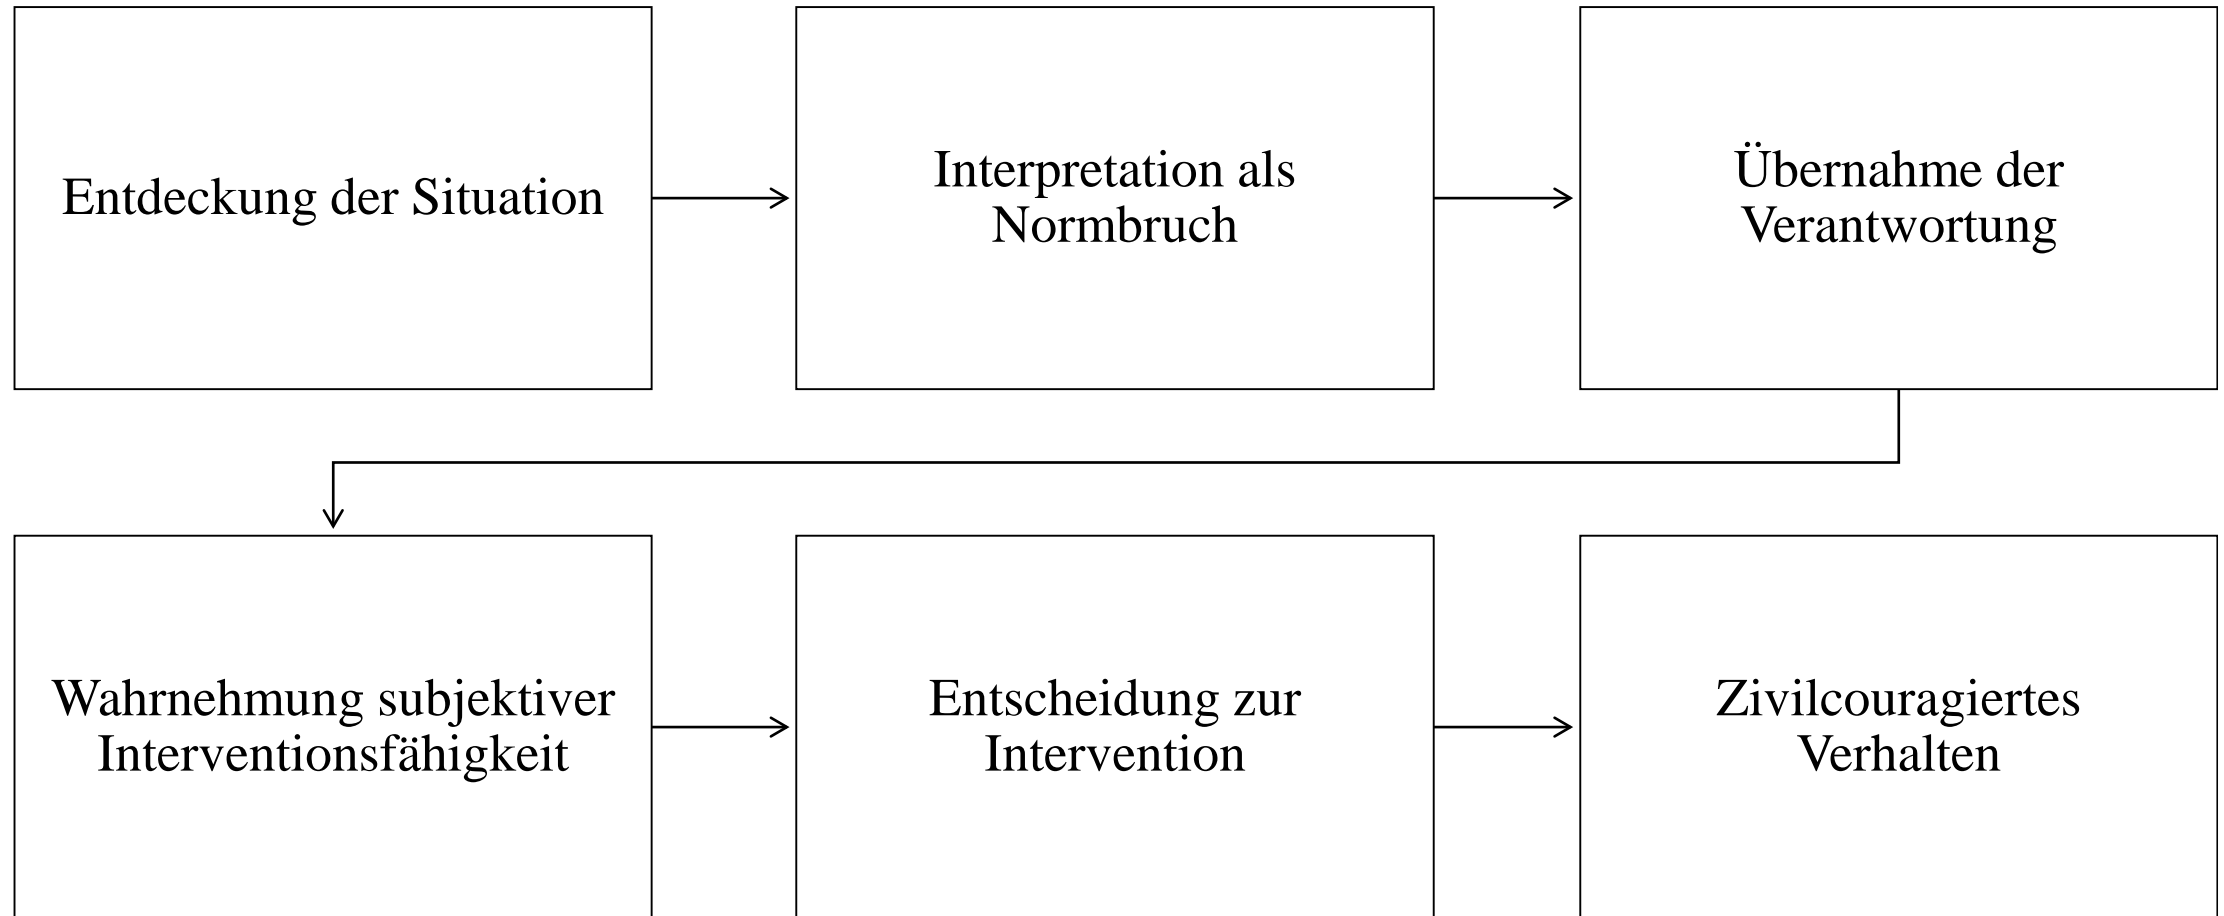 Entdeckung der Situation
Interpretation als
Normbruch
Übernahme der
Verantwortung
Wahrnehmung subjektiver
Interventionsfähigkeit
Entscheidung zur
Intervention
Zivilcouragiertes
Verhalten